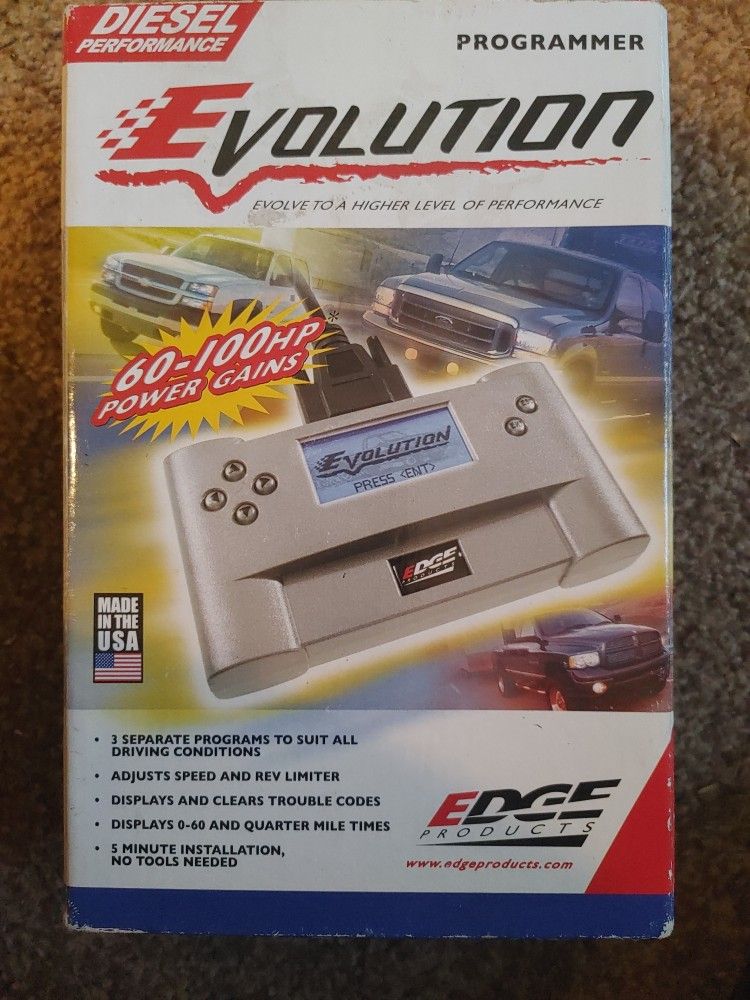 DIESEL
PERFORMANCE
PROGRAMMER
EVOLUTION
EVOLVE TO A HIGHER LEVEL OF PERFORMANCE
60-100HP*
POWER GAINS
EVOLUTION
PRESS <ENT>
EDGE
PRODUCTS
MADE
IN THE
USA
• 3 SEPARATE PROGRAMS TO SUIT ALL
DRIVING CONDITIONS
• ADJUSTS SPEED AND REV LIMITER
• DISPLAYS AND CLEARS TROUBLE CODES
• DISPLAYS 0-60 AND QUARTER MILE TIMES
• 5 MINUTE INSTALLATION,
NO TOOLS NEEDED
EDGE
PRODUCTS
www.edgeproducts.com